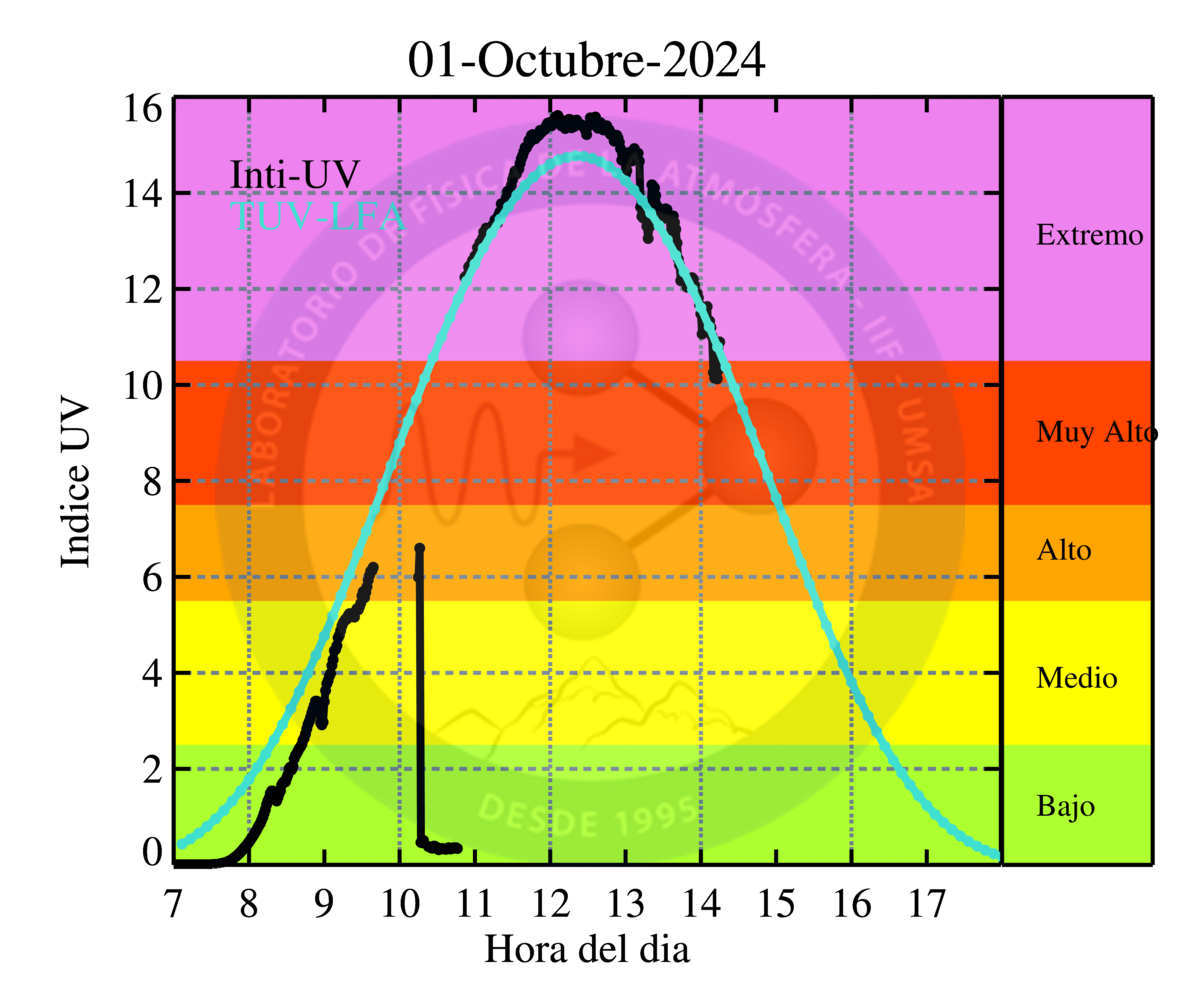 01-Octubre-2024
16
14
12
10
8
6
4
2
0
Indice UV
Inti-UV
TUV-LFA
LABORATORIO DE FÍSICA DE LA ATMÓSFERA - IIF - UMSA
DESDE 1995
Extremo
Muy Alto
Alto
Medio
Bajo
7 8 9 10 11 12 13 14 15 16 17
Hora del dia